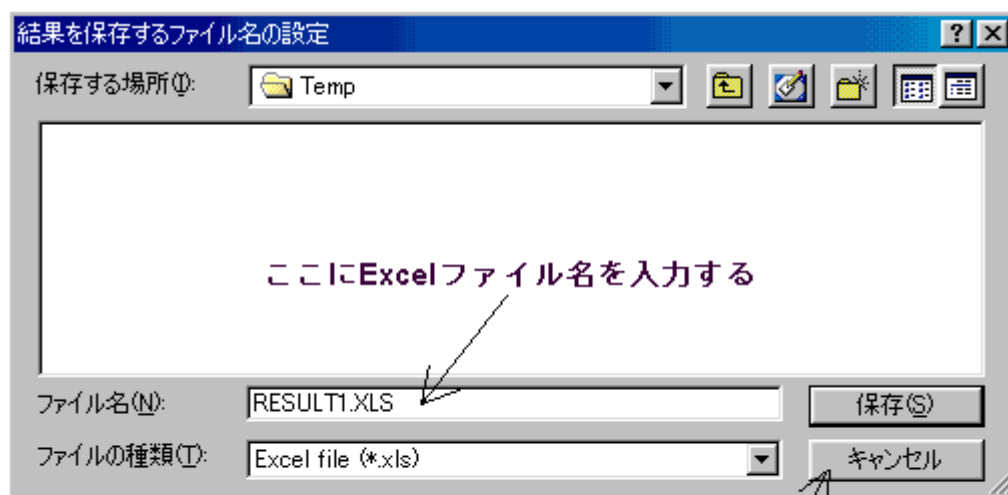 結果を保存するファイル名の設定
保存する場所(I): Temp
ここにExcelファイル名を入力する
ファイル名(N): RESULT1.XLS 保存(S)
ファイルの種類(T): Excel file (*.xls) キャンセル